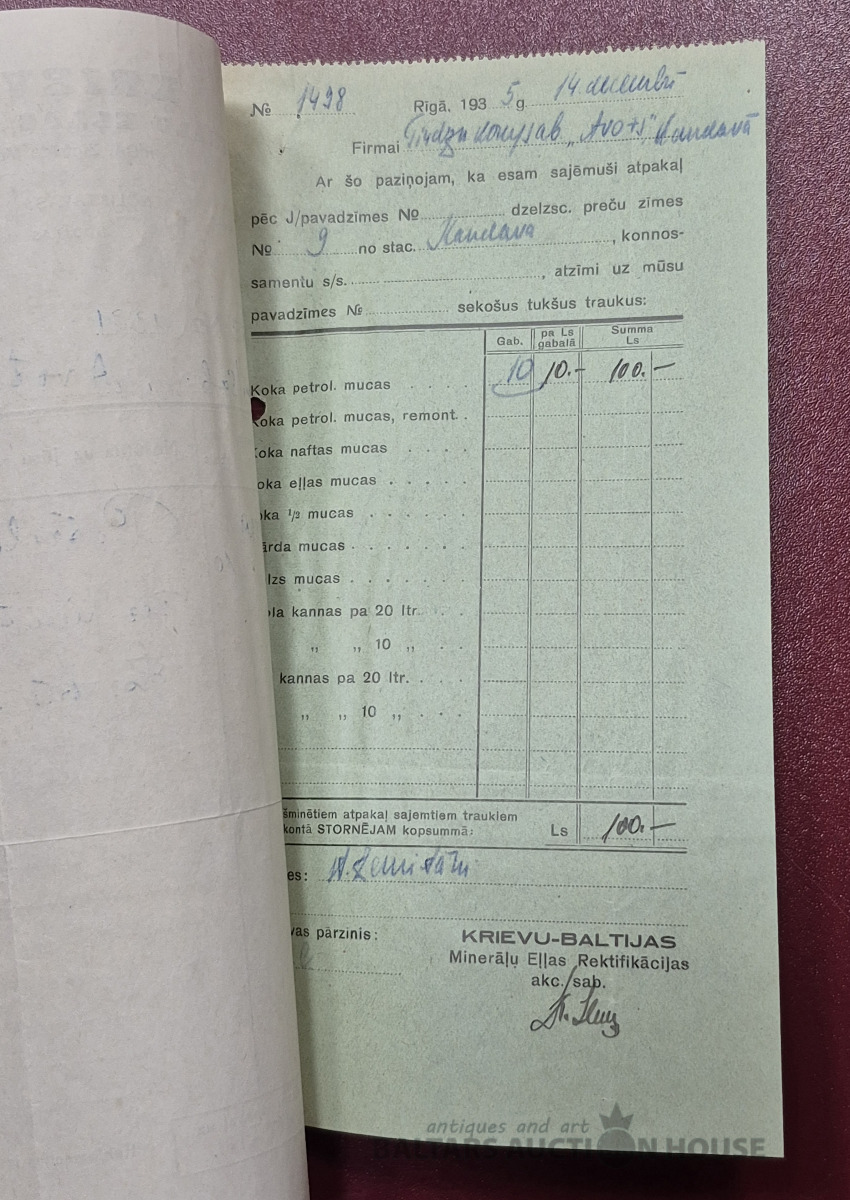 № 1498 Rīgā, 1935 g. 14. decembrī
Firmai "Avots" Kandavā
Ar šo paziņojam, ka esam saņēmuši atpakaļ
pēc J/pavadzīmes № dzelzsc. preču zīmes
№ 9 no stac. Kandava, konnos-
samentu s/s. , atzīmi uz mūsu
pavadzīmes № sekošus tukšus traukus:
Gab. pa Ls gabalā Summa Ls
Koka petrol. mucas 10 10.- 100.-
Koka petrol. mucas, remont.
Koka naftas mucas
oka eļļas mucas
ka 1/2 mucas
ārda mucas
lzs mucas
la kannas pa 20 ltr.
„ „ 10 „
kannas pa 20 ltr.
„ „ 10 „
šminētiem atpakaļ saņemtiem traukiem
kontā STORNĒJAM kopsummā: Ls 100.-
es:
vas pārzinis:
KRIEVU-BALTIJAS
Minerāļu Eļļas Rektifikācijas
akc. sab.
antiques and art
BALTARS AUCTION HOUSE